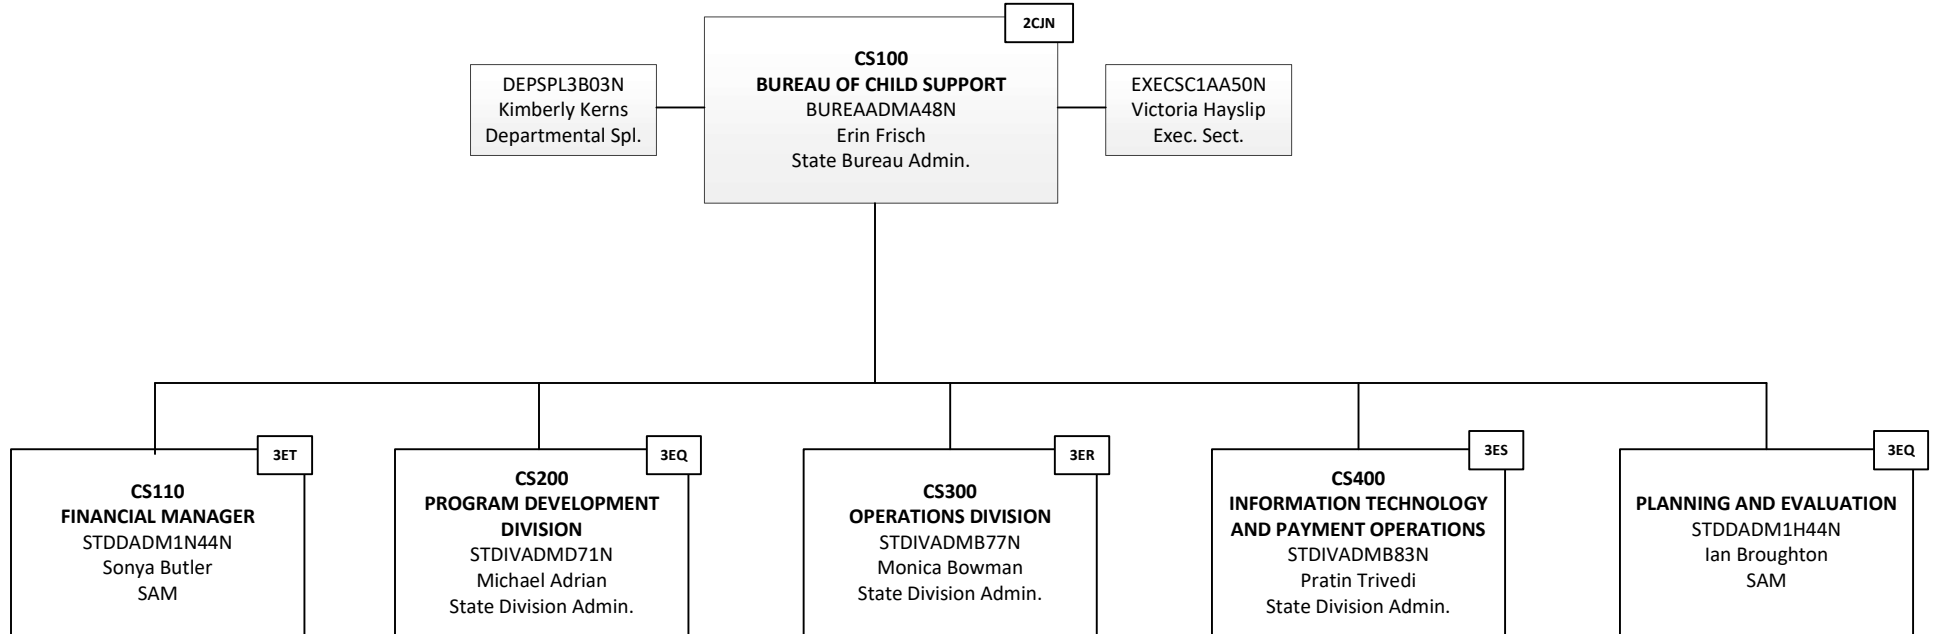 2CJN
CS100
BUREAU OF CHILD SUPPORT
BUREAADMA48N
Erin Frisch
State Bureau Admin.
DEPSPL3B03N
Kimberly Kerns
Departmental Spl.
EXECSC1AA50N
Victoria Hayslip
Exec. Sect.
3ET
CS110
FINANCIAL MANAGER
STDDADM1N44N
Sonya Butler
SAM
3EQ
CS200
PROGRAM DEVELOPMENT
DIVISION
STDIVADMD71N
Michael Adrian
State Division Admin.
3ER
CS300
OPERATIONS DIVISION
STDIVADMB77N
Monica Bowman
State Division Admin.
3ES
CS400
INFORMATION TECHNOLOGY
AND PAYMENT OPERATIONS
STDIVADMB83N
Pratin Trivedi
State Division Admin.
3EQ
PLANNING AND EVALUATION
STDDADM1H44N
Ian Broughton
SAM